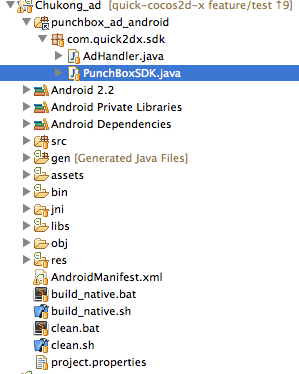 Chukong_ad [quick-cocos2d-x feature/test ↑9]
punchbox_ad_android
com.quick2dx.sdk
AdHandler.java
PunchBoxSDK.java
Android 2.2
Android Private Libraries
Android Dependencies
src
gen [Generated Java Files]
assets
bin
jni
libs
obj
res
AndroidManifest.xml
build_native.bat
build_native.sh
clean.bat
clean.sh
project.properties